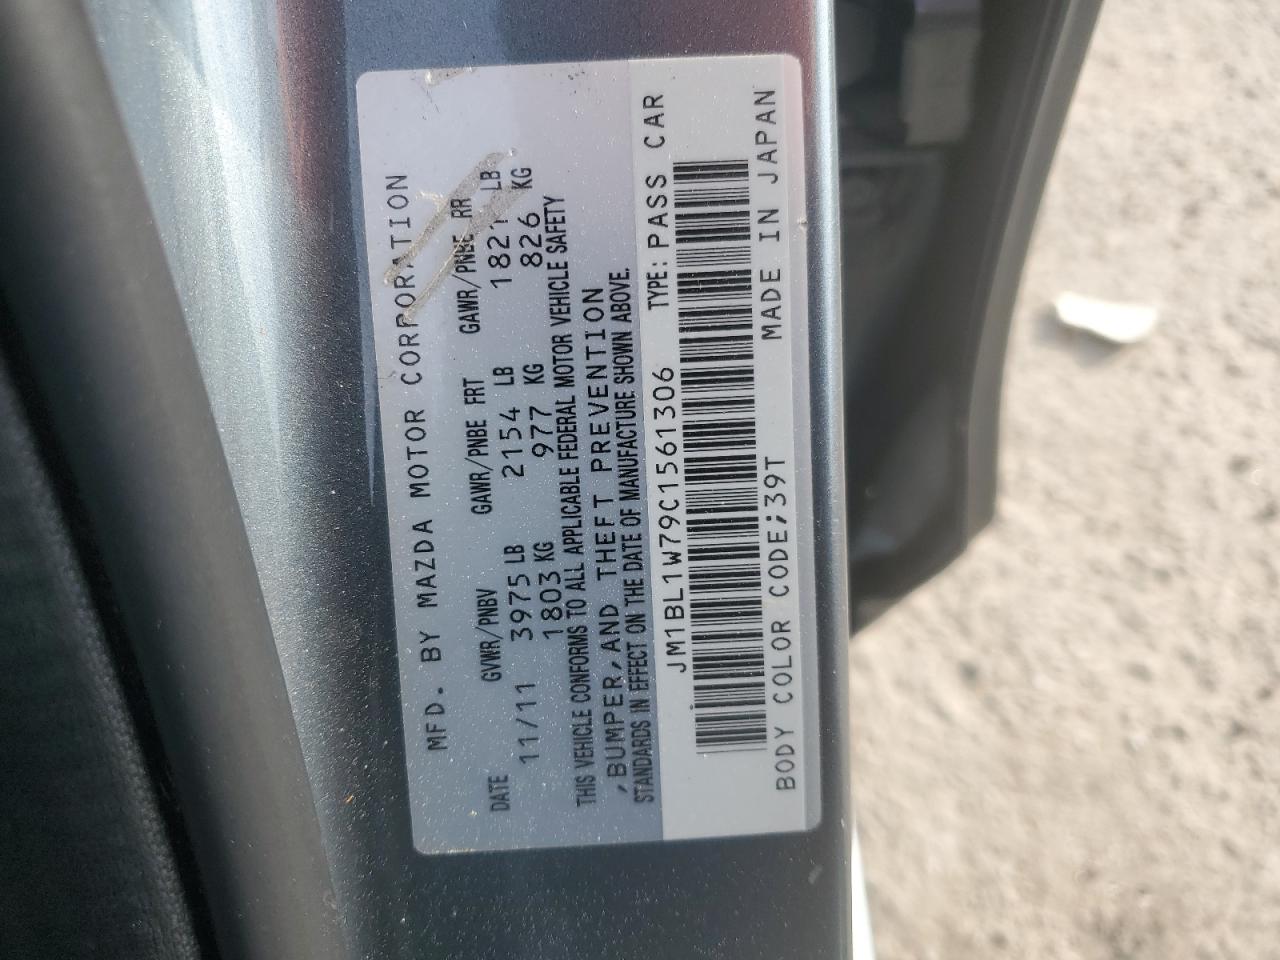 MFD. BY MAZDA MOTOR CORPORATION
DATE GVWR/PNBV GAWR/PNBE FRT GAWR/PNBE RR
11/11 3975 LB 2154 LB 1821 LB
1803 KG 977 KG 826 KG
THIS VEHICLE CONFORMS TO ALL APPLICABLE FEDERAL MOTOR VEHICLE SAFETY
,BUMPER,AND THEFT PREVENTION
STANDARDS IN EFFECT ON THE DATE OF MANUFACTURE SHOWN ABOVE.
JM1BL1W79C1561306 TYPE: PASS CAR
BODY COLOR CODE;39T MADE IN JAPAN